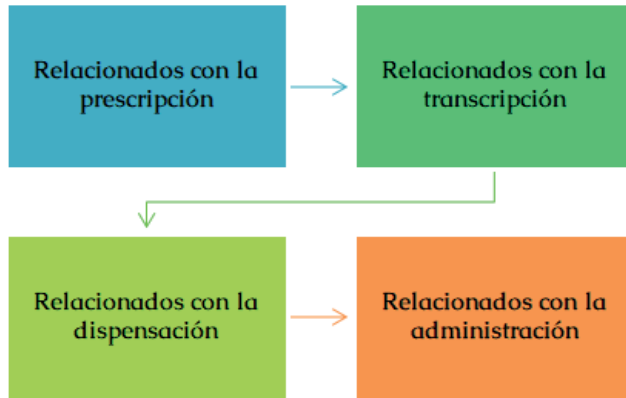 Relacionados con la
prescripción
Relacionados con la
transcripción
Relacionados con la
dispensación
Relacionados con la
administración